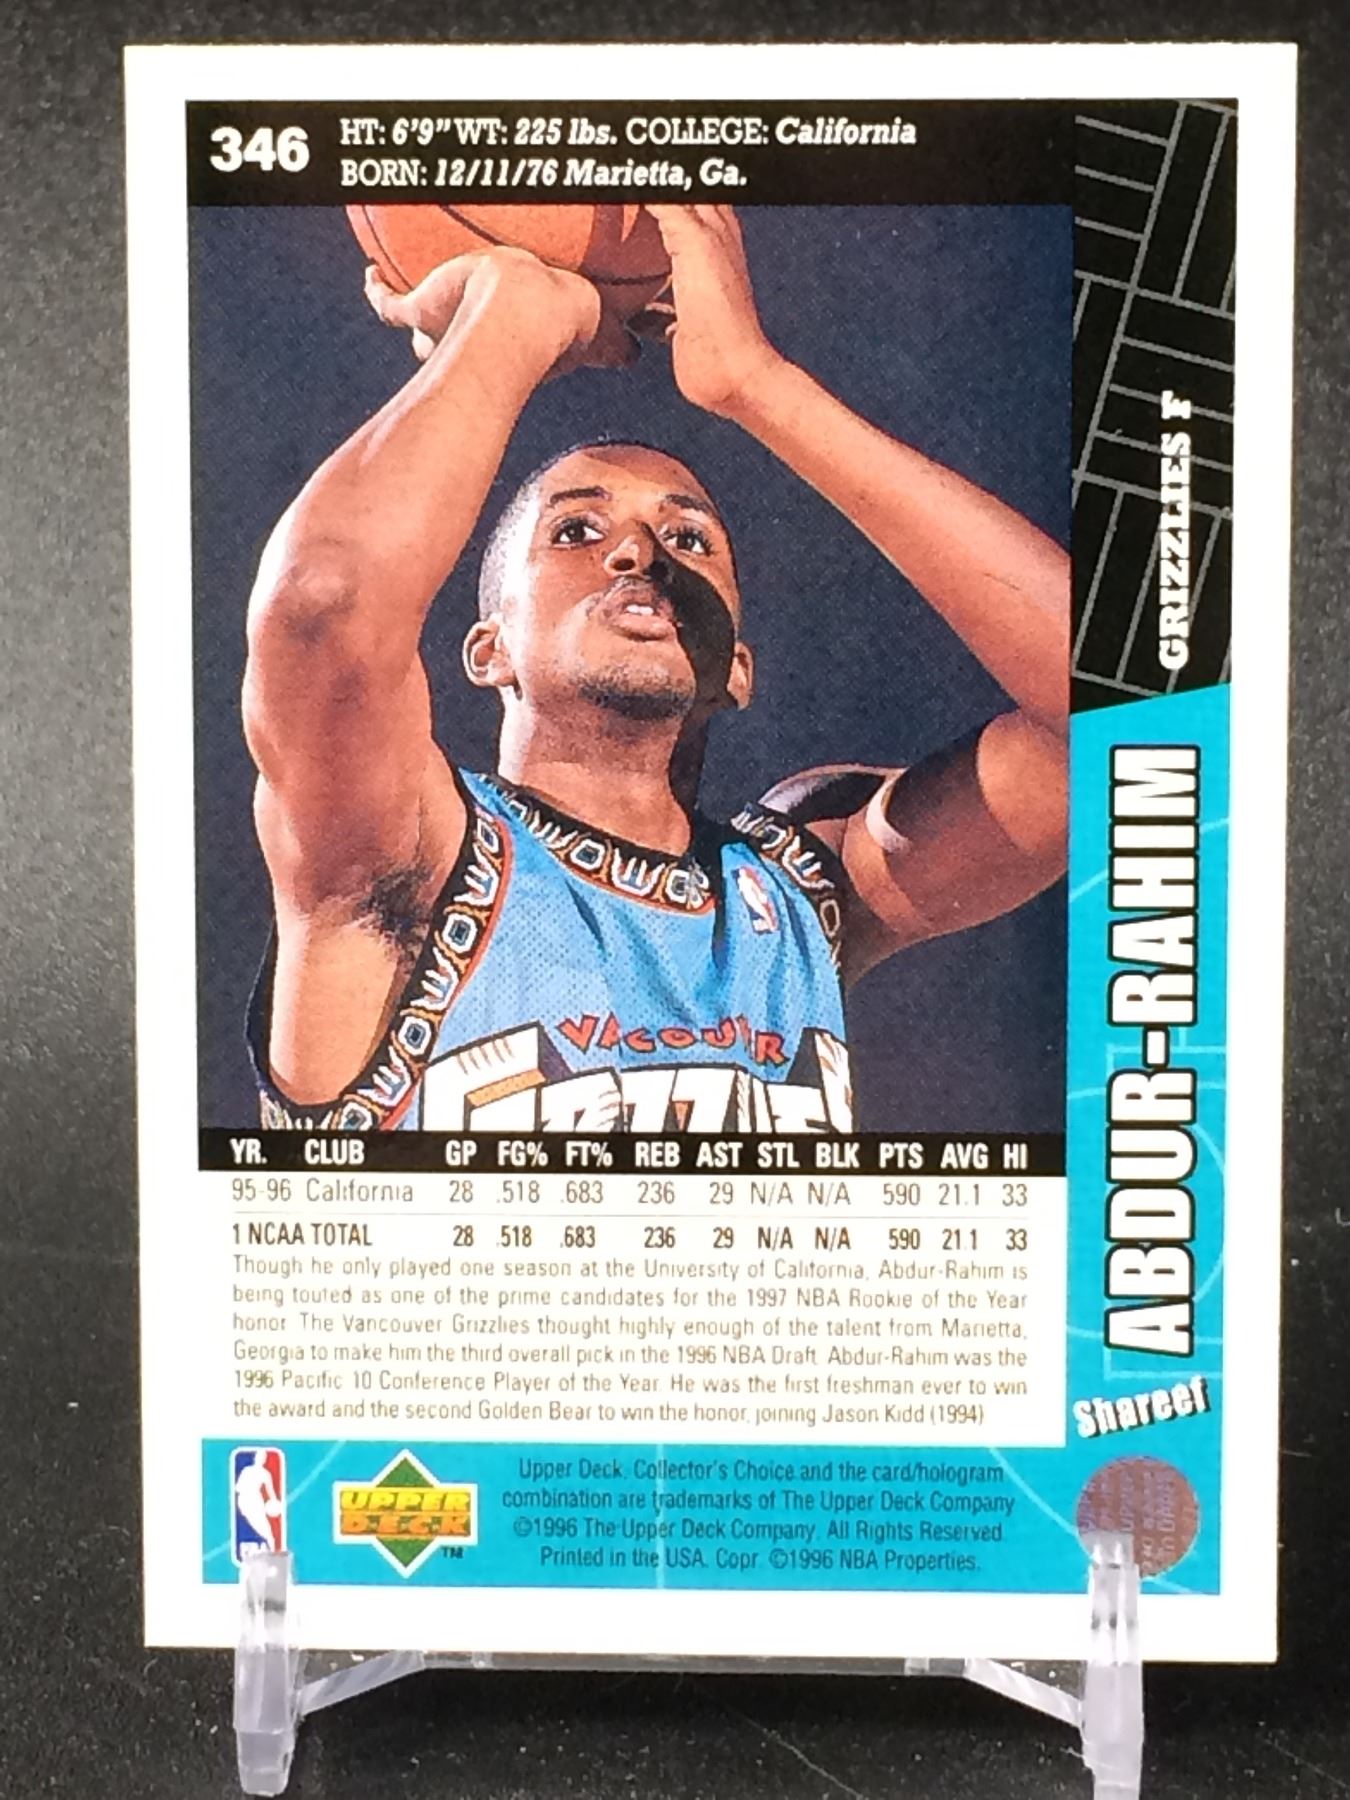 346
HT: 6'9" WT: 225 lbs. COLLEGE: California
BORN: 12/11/76 Marietta, Ga.
GRIZZLIES F
ABDUR-RAHIM
Shareef
VANCOUVER
GRIZZLIES
YR. CLUB GP FG% FT% REB AST STL BLK PTS AVG HI
95-96 California 28 .518 .683 236 29 N/A N/A 590 21.1 33
1 NCAA TOTAL 28 .518 .683 236 29 N/A N/A 590 21.1 33
Though he only played one season at the University of California, Abdur-Rahim is
being touted as one of the prime candidates for the 1997 NBA Rookie of the Year
honor. The Vancouver Grizzlies thought highly enough of the talent from Marietta,
Georgia to make him the third overall pick in the 1996 NBA Draft. Abdur-Rahim was the
1996 Pacific 10 Conference Player of the Year. He was the first freshman ever to win
the award and the second Golden Bear to win the honor, joining Jason Kidd (1994)
NBA
UPPER
DECK
TM
Upper Deck, Collector's Choice and the card/hologram
combination are trademarks of The Upper Deck Company
©1996 The Upper Deck Company. All Rights Reserved.
Printed in the USA. Copr. ©1996 NBA Properties.